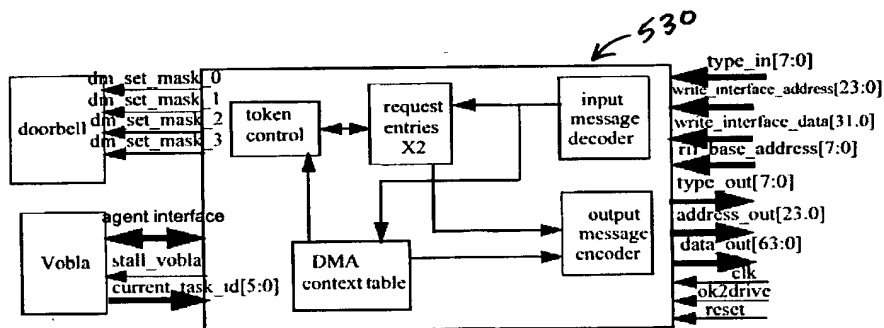 530
dm_set_mask_0
dm_set_mask_1
dm_set_mask_2
dm_set_mask_3
doorbell
token
control
request
entries
X2
input
message
decoder
type_in[7:0]
write_interface_address[23:0]
write_interface_data[31.0]
rif_base_address[7:0]
type_out[7:0]
address_out[23.0]
data_out[63:0]
clk
ok2drive
reset
agent interface
stall_vobla
current_task_id[5:0]
Vobla
DMA
context table
output
message
encoder